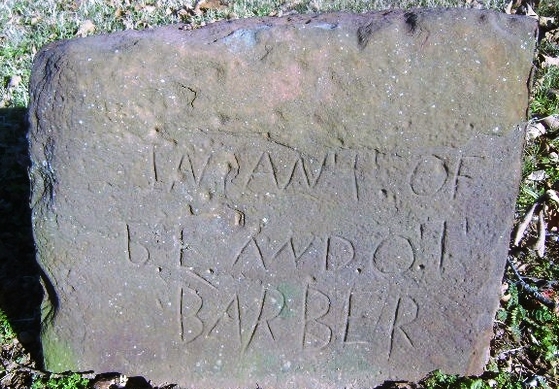 INFANT OF
B.E. AND. O.I
BARBER